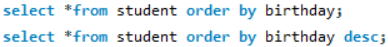 select *from student order by birthday;
select *from student order by birthday desc;